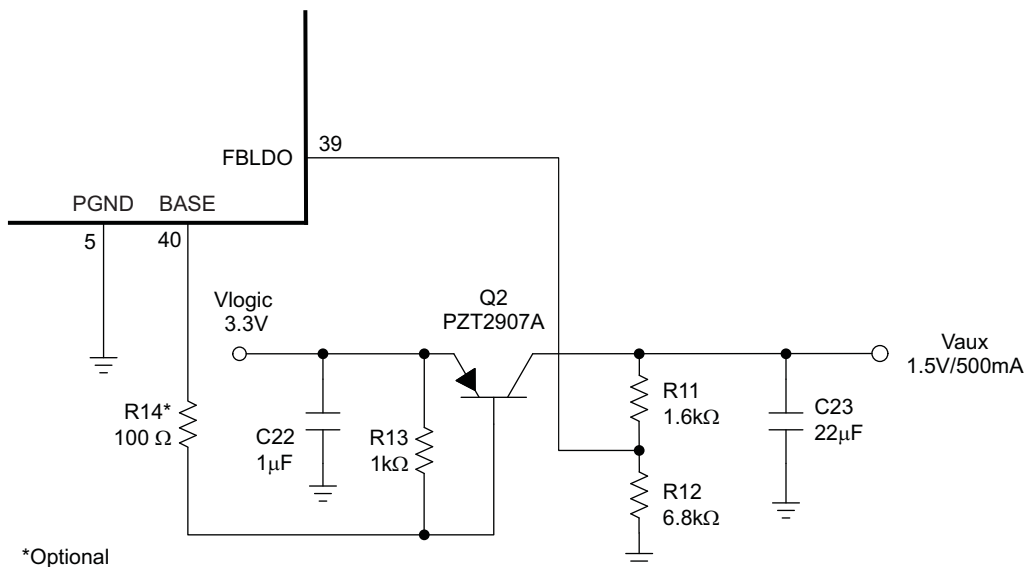 FBLDO
39
PGND
BASE
5
40
Vlogic
3.3V
Q2
PZT2907A
Vaux
1.5V/500mA
R14*
100 Ω
C22
1μF
R13
1kΩ
R11
1.6kΩ
C23
22μF
R12
6.8kΩ
*Optional